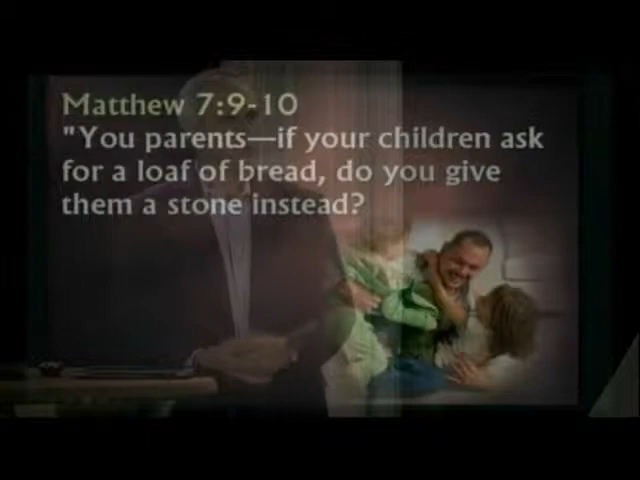 Matthew 7:9-10
"You parents—if your children ask
for a loaf of bread, do you give
them a stone instead?